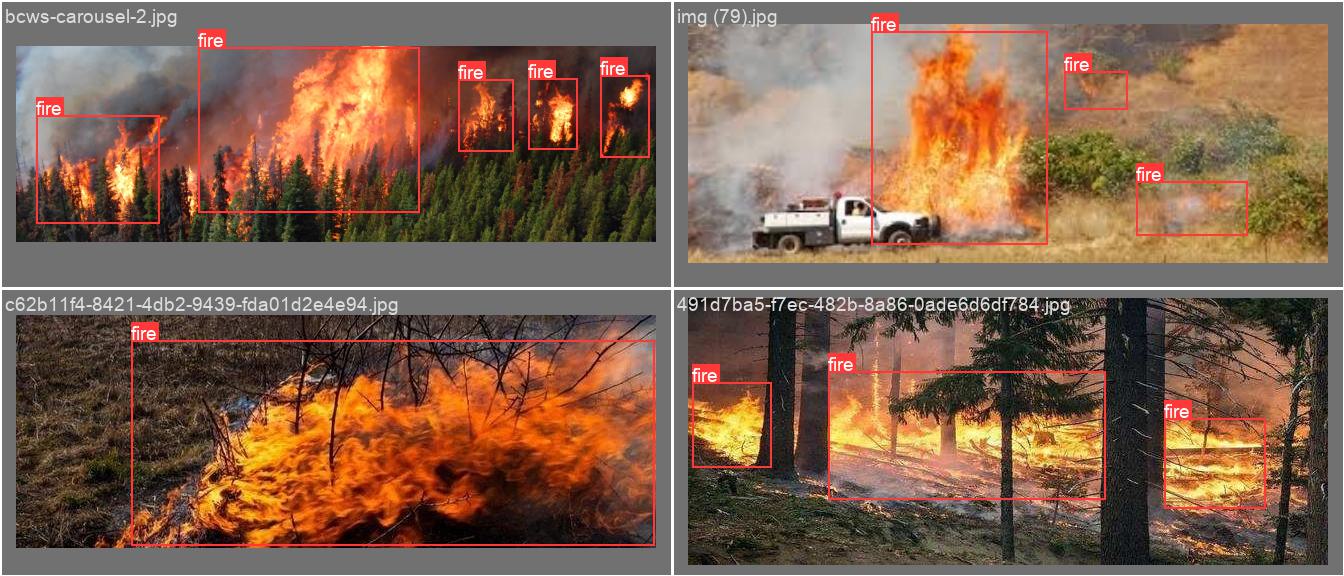 bcws-carousel-2.jpg
fire
fire
fire
fire
fire
img (79).jpg
fire
fire
fire
c62b11f4-8421-4db2-9439-fda01d2e4e94.jpg
fire
491d7ba5-f7ec-482b-8a86-0ade6d6df784.jpg
fire
fire
fire